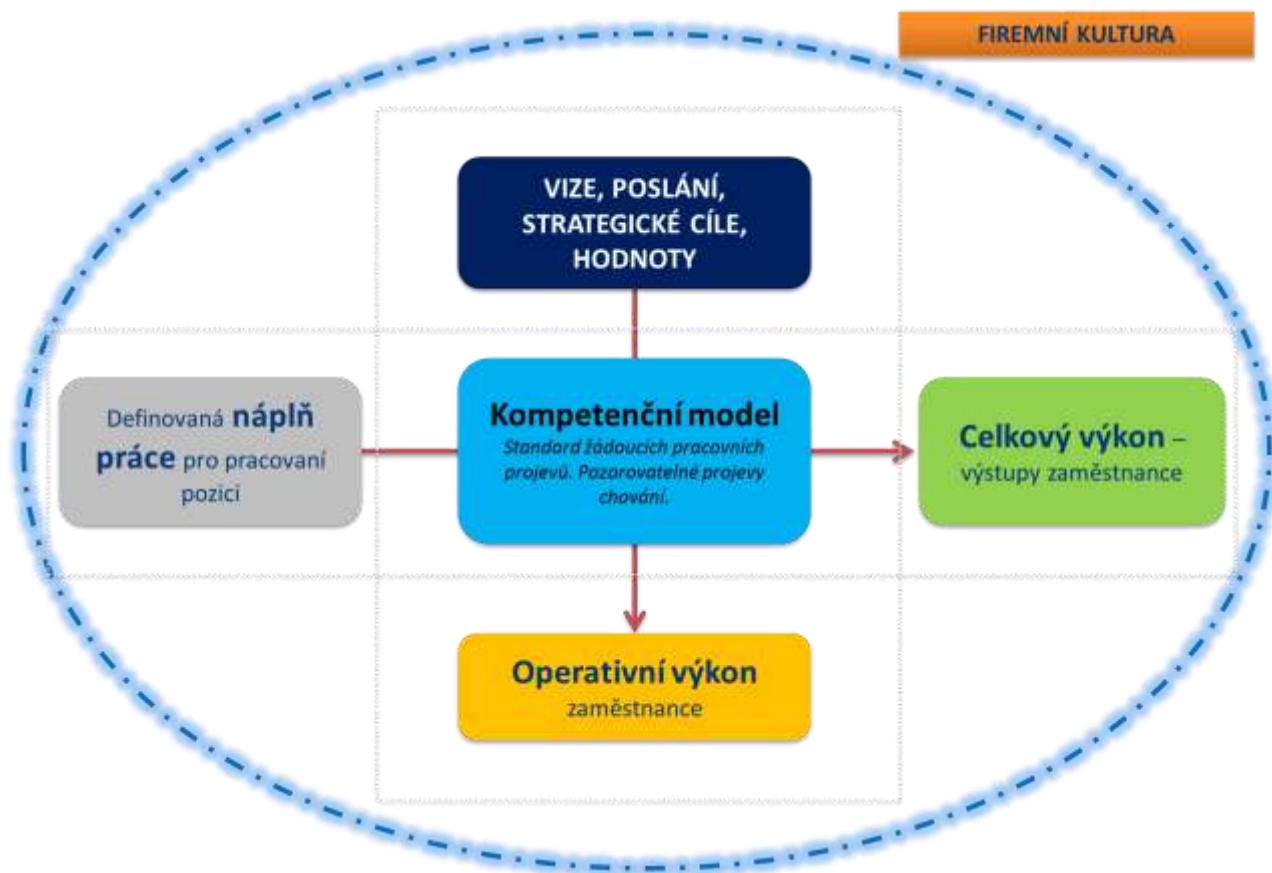 FIREMNÍ KULTURA
VIZE, POSLÁNÍ,
STRATEGICKÉ CÍLE,
HODNOTY
Definovaná náplň
práce pro pracovaní
pozici
Kompetenční model
Standard žádoucích pracovních
projevů. Pozorovatelné projevy
chování.
Celkový výkon –
výstupy zaměstnance
Operativní výkon
zaměstnance